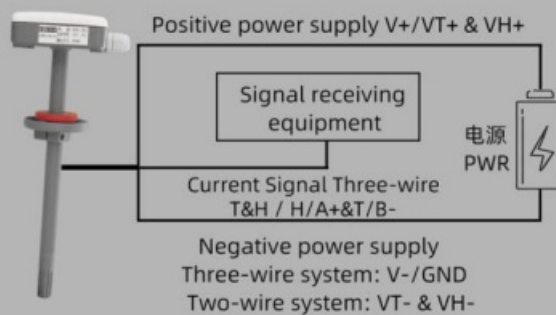 Positive power supply V+/VT+ & VH+
Signal receiving
equipment
电源
PWR
Current Signal Three-wire
T&H / H/A+&T/B-
Negative power supply
Three-wire system: V-/GND
Two-wire system: VT- & VH-